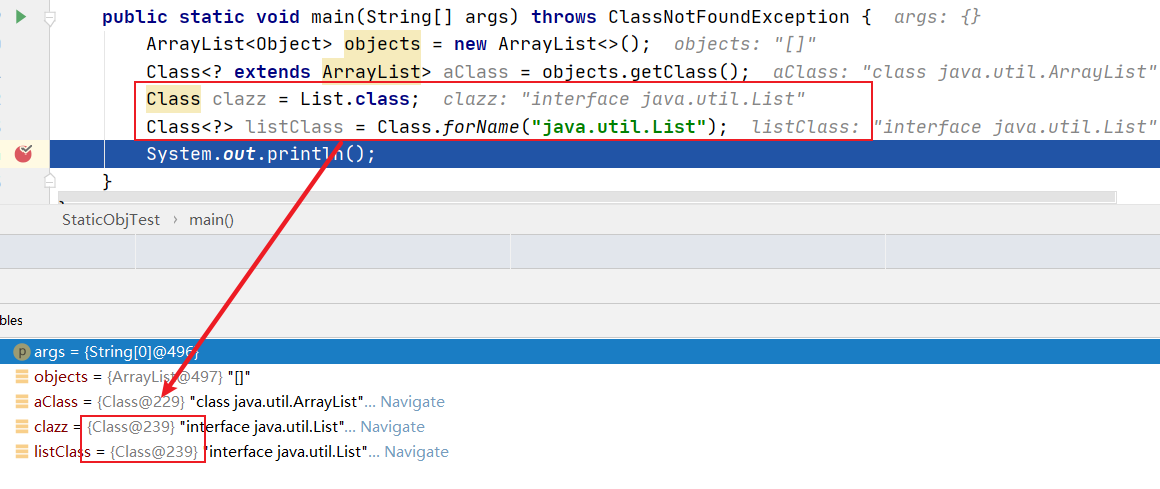 public static void main(String[] args) throws ClassNotFoundException { args: {}
ArrayList<Object> objects = new ArrayList<>(); objects: "[]"
Class<? extends ArrayList> aClass = objects.getClass(); aClass: "class java.util.ArrayList"
Class clazz = List.class; clazz: "interface java.util.List"
Class<?> listClass = Class.forName("java.util.List"); listClass: "interface java.util.List"
System.out.println();
}
StaticObjTest › main()
bles
p args = {String[0]@496}
objects = {ArrayList@497} "[]"
aClass = {Class@229} "class java.util.ArrayList"... Navigate
clazz = {Class@239} "interface java.util.List"... Navigate
listClass = {Class@239} "interface java.util.List"... Navigate